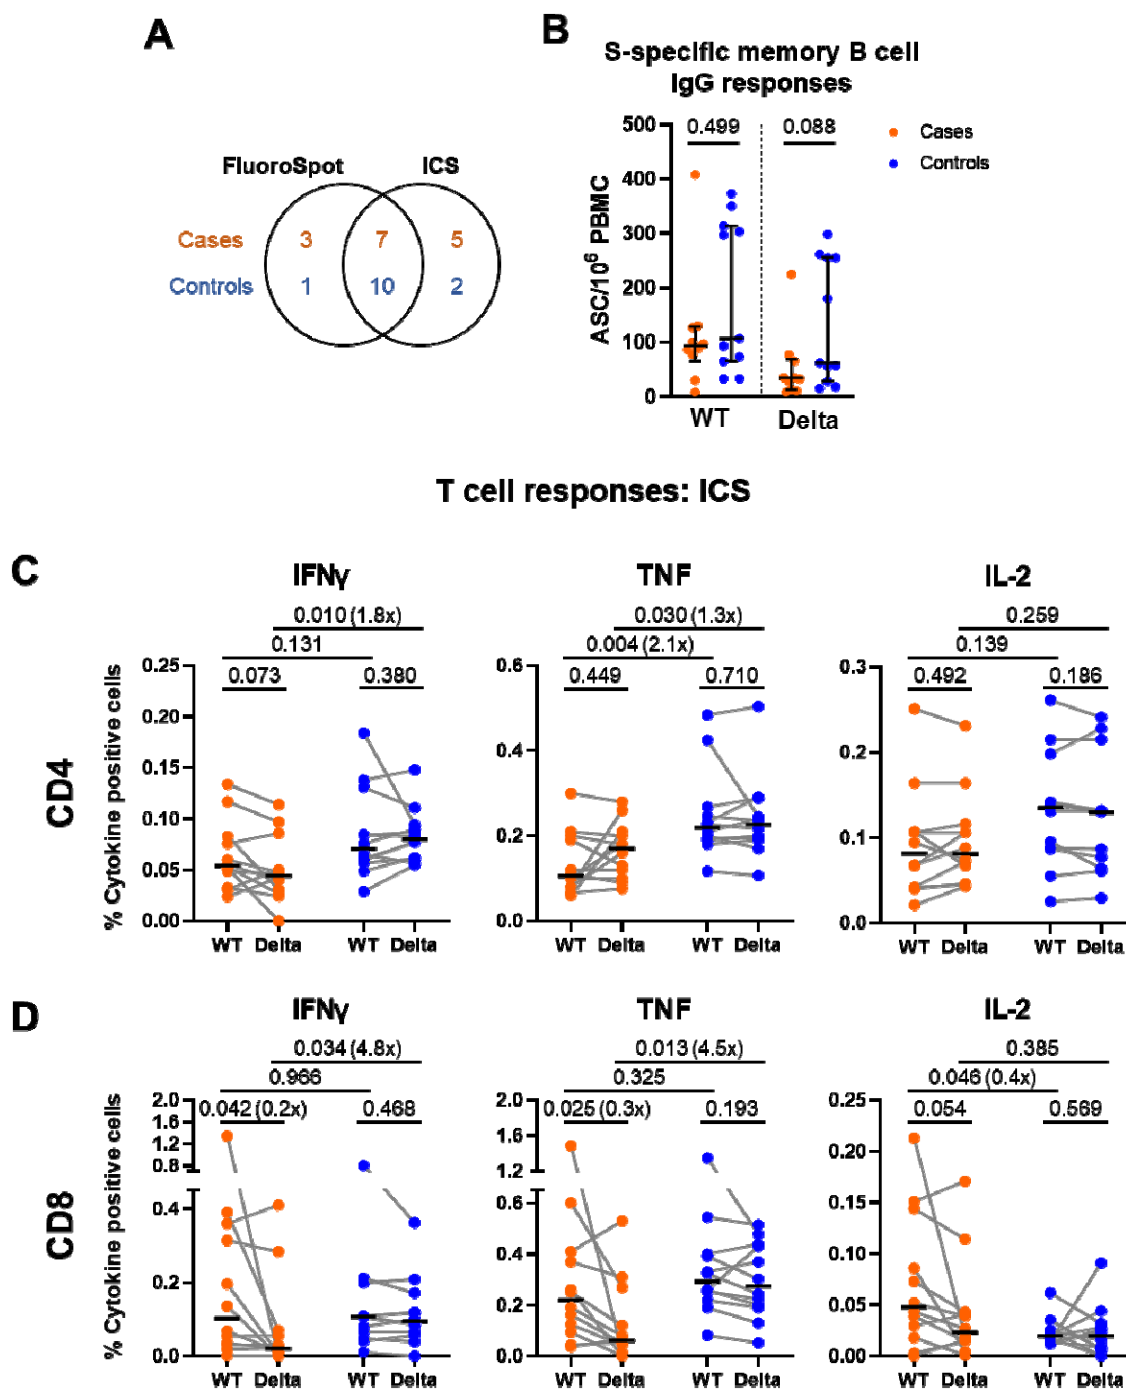 A
FluoroSpot ICS
Cases 3 7 5
Controls 1 10 2
B
S-specific memory B cell
IgG responses
0.499 0.088
Cases
Controls
ASC/10⁶ PBMC
500
400
300
200
100
0
WT Delta
T cell responses: ICS
C
CD4
IFNγ
0.010 (1.8x)
0.131
0.073 0.380
% Cytokine positive cells
0.25
0.20
0.15
0.10
0.05
0.00
WT Delta WT Delta
TNF
0.030 (1.3x)
0.004 (2.1x)
0.449 0.710
0.6
0.4
0.2
0.0
WT Delta WT Delta
IL-2
0.259
0.139
0.492 0.186
0.3
0.2
0.1
0.0
WT Delta WT Delta
D
CD8
IFNγ
0.034 (4.8x)
0.966
0.042 (0.2x) 0.468
% Cytokine positive cells
2.0
1.6
1.2
0.8
0.4
0.2
0.0
WT Delta WT Delta
TNF
0.013 (4.5x)
0.325
0.025 (0.3x) 0.193
2.0
1.6
1.2
0.6
0.4
0.2
0.0
WT Delta WT Delta
IL-2
0.385
0.046 (0.4x)
0.054 0.569
0.25
0.20
0.15
0.10
0.05
0.00
WT Delta WT Delta